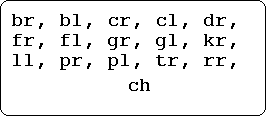 br, bl, cr, cl, dr,
fr, fl, gr, gl, kr,
ll, pr, pl, tr, rr,
ch